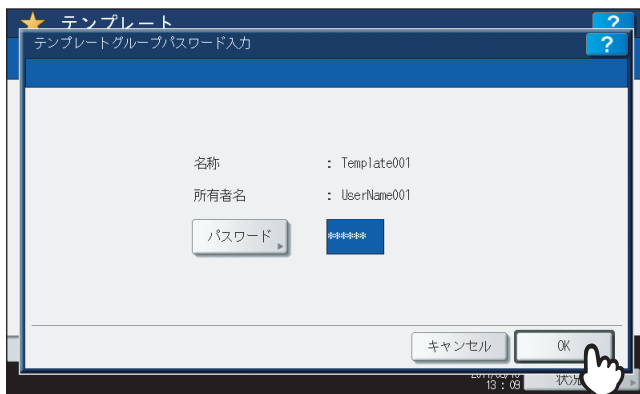 テンプレート
?
テンプレートグループパスワード入力
?
名称 : Template001
所有者名 : UserName001
パスワード ******
キャンセル
OK
13:09